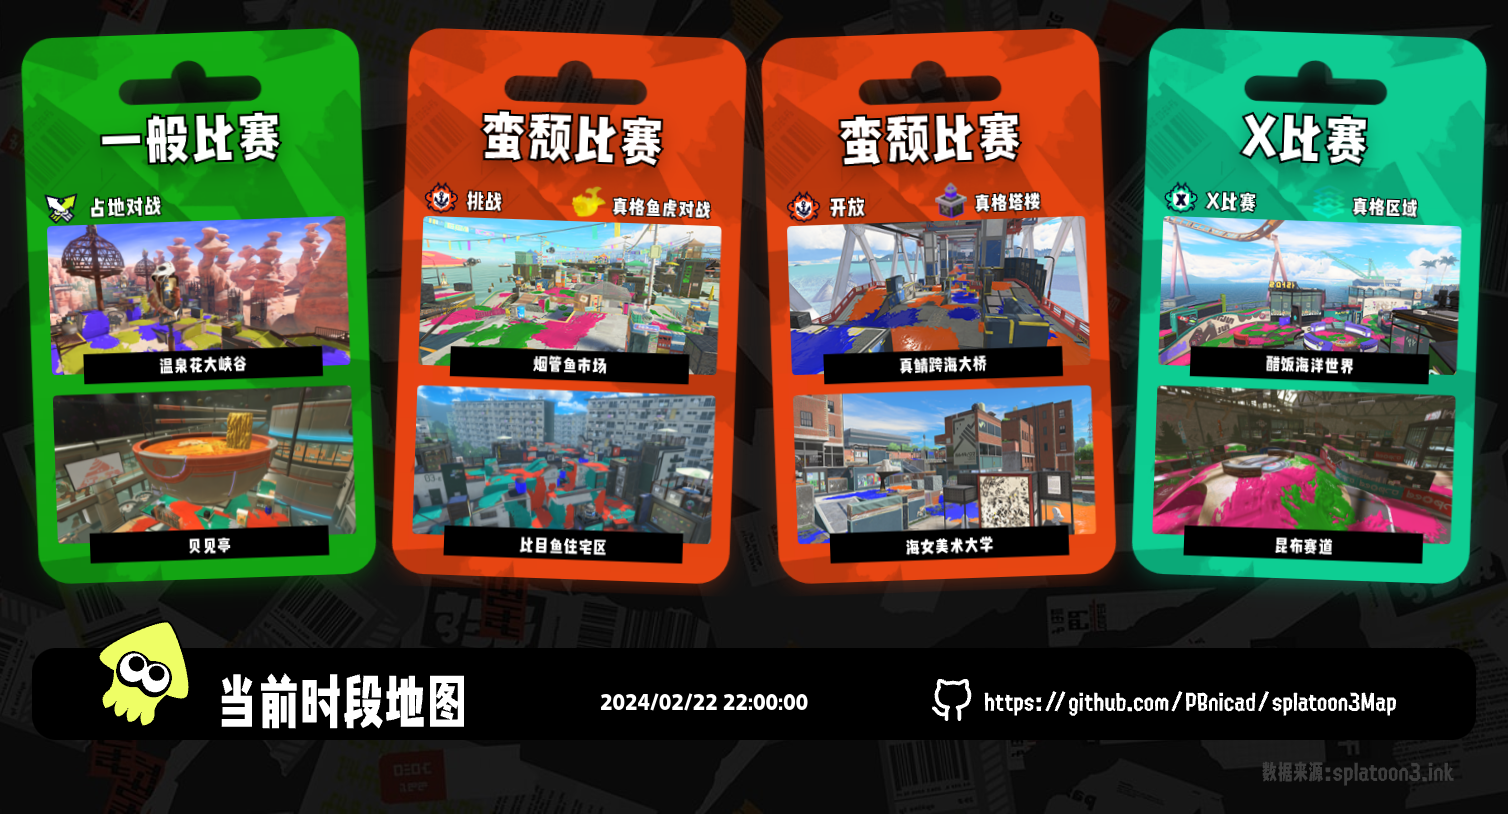 一般比赛
占地对战
温泉花大峡谷
贝见亭
蛮颓比赛
挑战
真格鱼虎对战
烟管鱼市场
比目鱼住宅区
蛮颓比赛
开放
真格塔楼
真鲷跨海大桥
海女美术大学
X比赛
X比赛
真格区域
醋饭海洋世界
昆布赛道
当前时段地图
2024/02/22 22:00:00
https://github.com/PBnicad/splatoon3Map
数据来源:splatoon3.ink